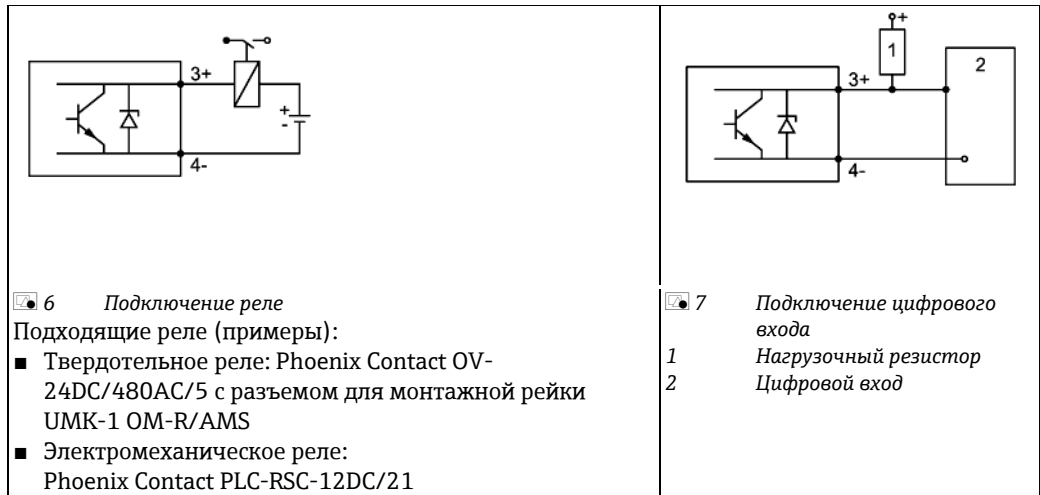 3+
+
-
4-
+
1
2
3+
4-
6 Подключение реле
Подходящие реле (примеры):
■ Твердотельное реле: Phoenix Contact OV-
24DC/480AC/5 с разъемом для монтажной рейки
UMK-1 OM-R/AMS
■ Электромеханическое реле:
Phoenix Contact PLC-RSC-12DC/21
7 Подключение цифрового
входа
1 Нагрузочный резистор
2 Цифровой вход